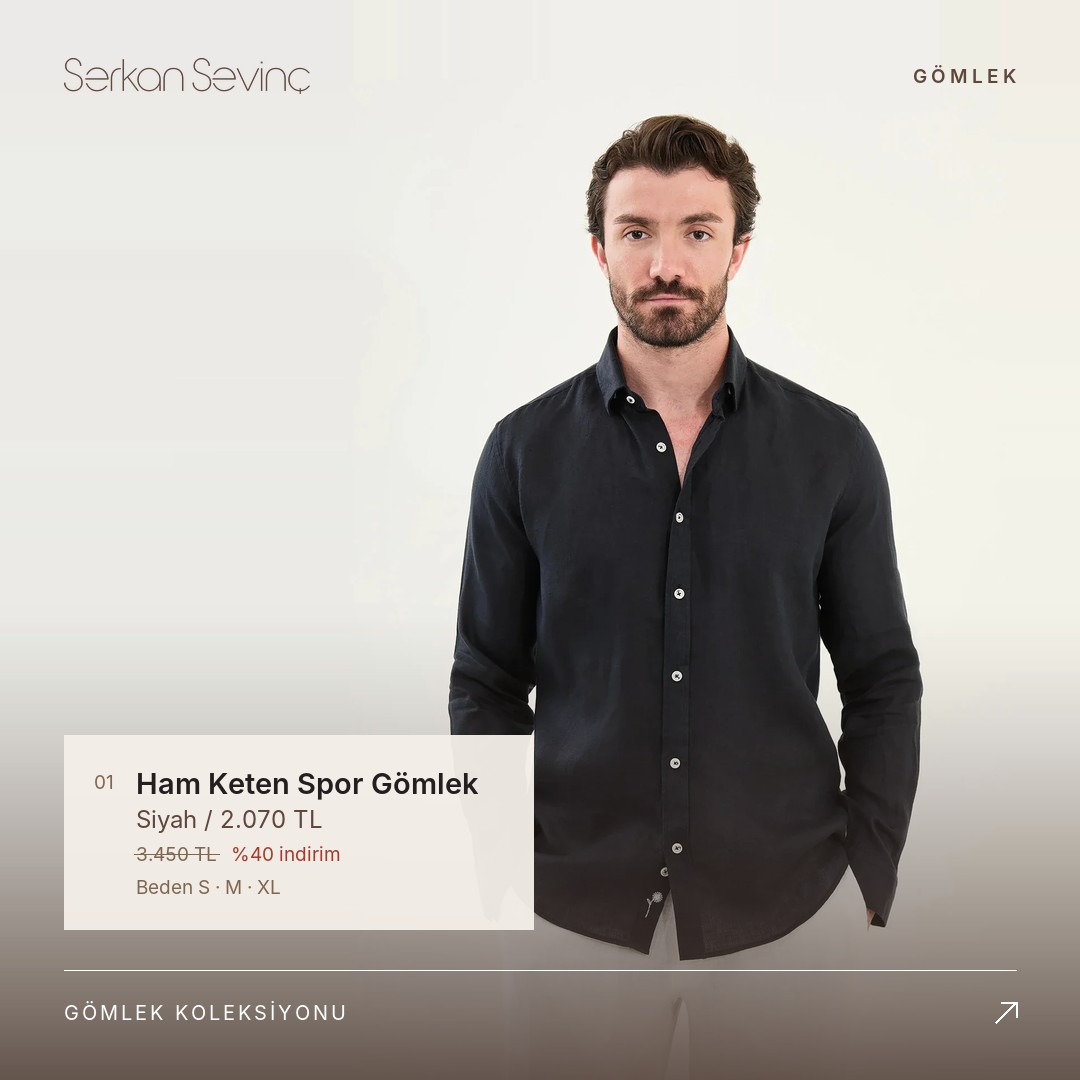 Serkan Sevinç
GÖMLEK
01
Ham Keten Spor Gömlek
Siyah / 2.070 TL
3.450 TL %40 indirim
Beden S · M · XL
GÖMLEK KOLEKSİYONU